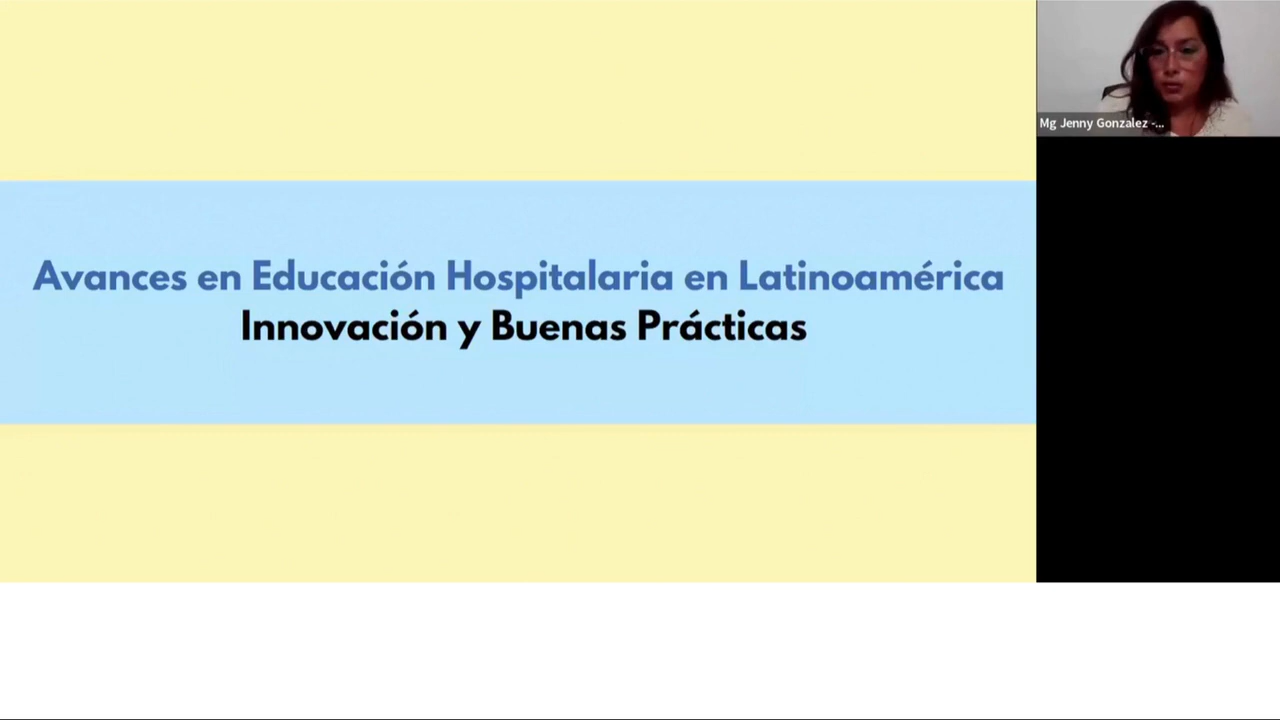 Avances en Educación Hospitalaria en Latinoamérica
Innovación y Buenas Prácticas
Mg Jenny Gonzalez -...